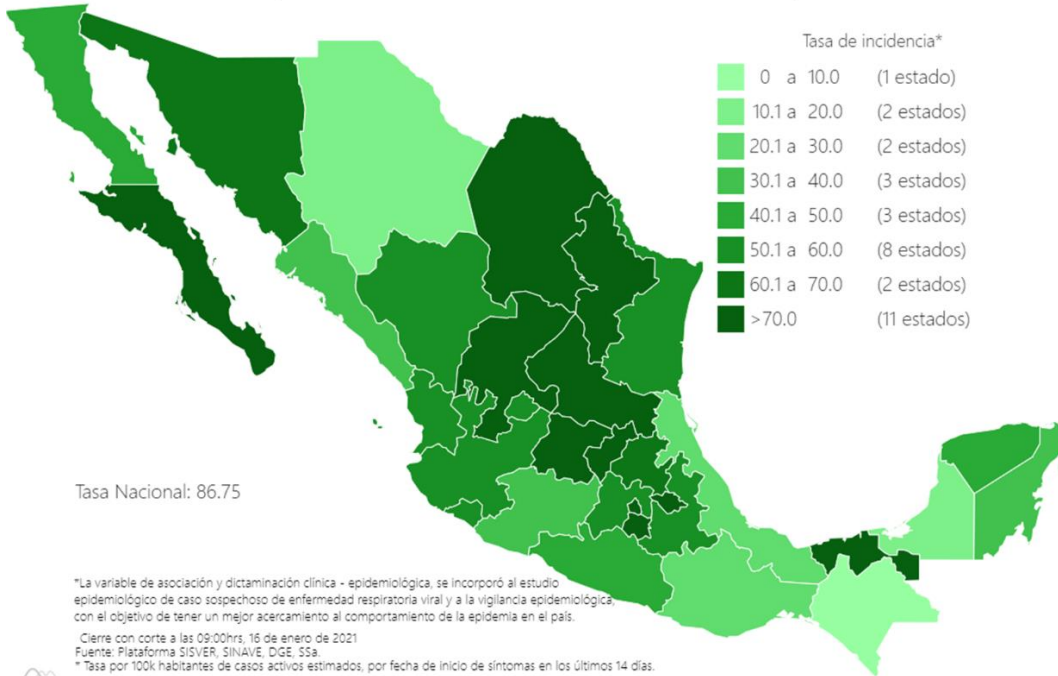 Tasa de incidencia*
0 a 10.0 (1 estado)
10.1 a 20.0 (2 estados)
20.1 a 30.0 (2 estados)
30.1 a 40.0 (3 estados)
40.1 a 50.0 (3 estados)
50.1 a 60.0 (8 estados)
60.1 a 70.0 (2 estados)
>70.0 (11 estados)
Tasa Nacional: 86.75
*La variable de asociación y dictaminación clínica - epidemiológica, se incorporó al estudio
epidemiológico de caso sospechoso de enfermedad respiratoria viral y a la vigilancia epidemiológica,
con el objetivo de tener un mejor acercamiento al comportamiento de la epidemia en el país.
Cierre con corte a las 09:00hrs, 16 de enero de 2021
Fuente: Plataforma SISVER, SINAVE, DGE, SSa.
* Tasa por 100k habitantes de casos activos estimados, por fecha de inicio de síntomas en los últimos 14 días.